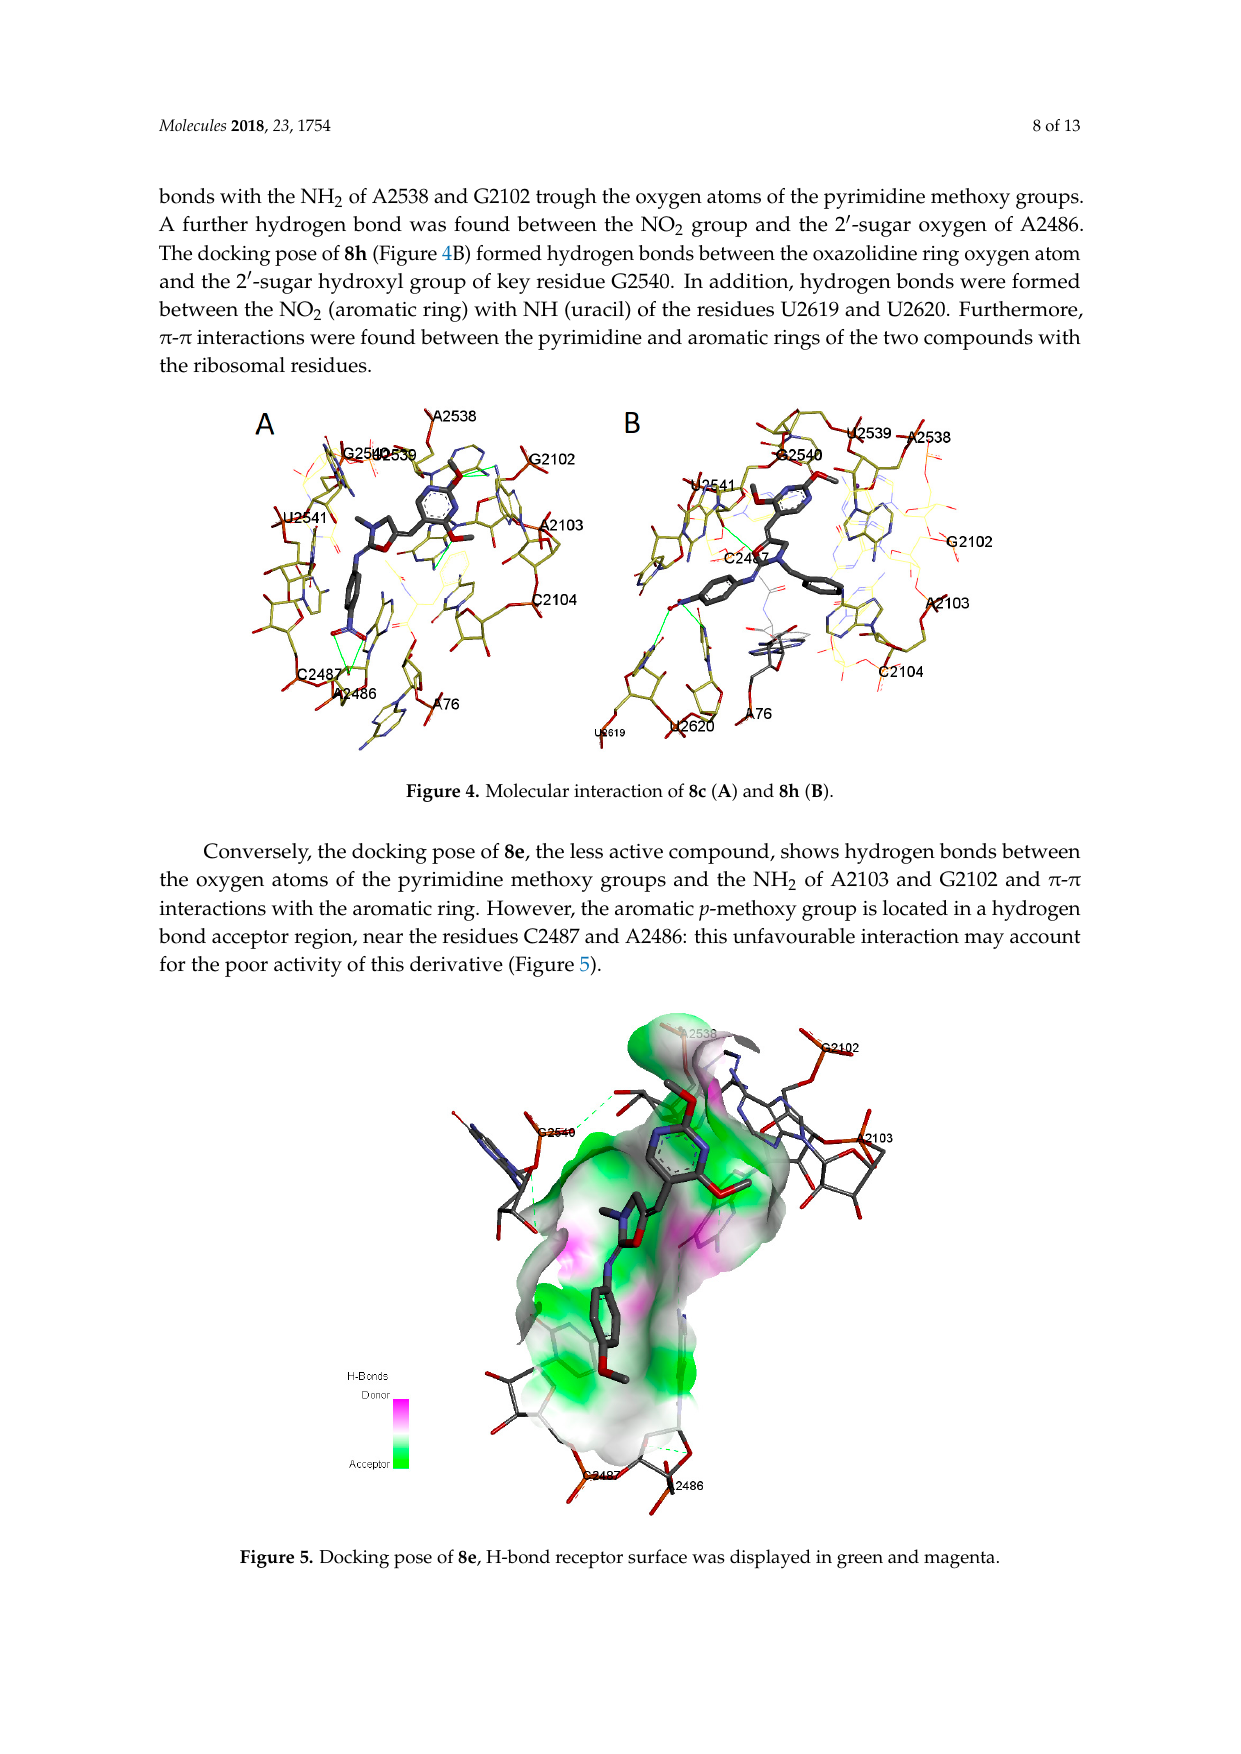 Molecules 2018, 23, 1754
8 of 13
bonds with the NH2 of A2538 and G2102 trough the oxygen atoms of the pyrimidine methoxy groups.
A further hydrogen bond was found between the NO2 group and the 2′-sugar oxygen of A2486.
The docking pose of 8h (Figure 4B) formed hydrogen bonds between the oxazolidine ring oxygen atom
and the 2′-sugar hydroxyl group of key residue G2540. In addition, hydrogen bonds were formed
between the NO2 (aromatic ring) with NH (uracil) of the residues U2619 and U2620. Furthermore,
π-π interactions were found between the pyrimidine and aromatic rings of the two compounds with
the ribosomal residues.
A
A2538
G2540
U2539
G2102
U2541
A2103
C2104
C2487
A2486
A76
B
U2539
A2538
G2540
U2541
G2102
C2487
A2103
C2104
A76
U2620
U2619
Figure 4. Molecular interaction of 8c (A) and 8h (B).
Conversely, the docking pose of 8e, the less active compound, shows hydrogen bonds between
the oxygen atoms of the pyrimidine methoxy groups and the NH2 of A2103 and G2102 and π-π
interactions with the aromatic ring. However, the aromatic p-methoxy group is located in a hydrogen
bond acceptor region, near the residues C2487 and A2486: this unfavourable interaction may account
for the poor activity of this derivative (Figure 5).
A2538
G2102
G2540
A2103
H-Bonds
Donor
Acceptor
C2487
A2486
Figure 5. Docking pose of 8e, H-bond receptor surface was displayed in green and magenta.